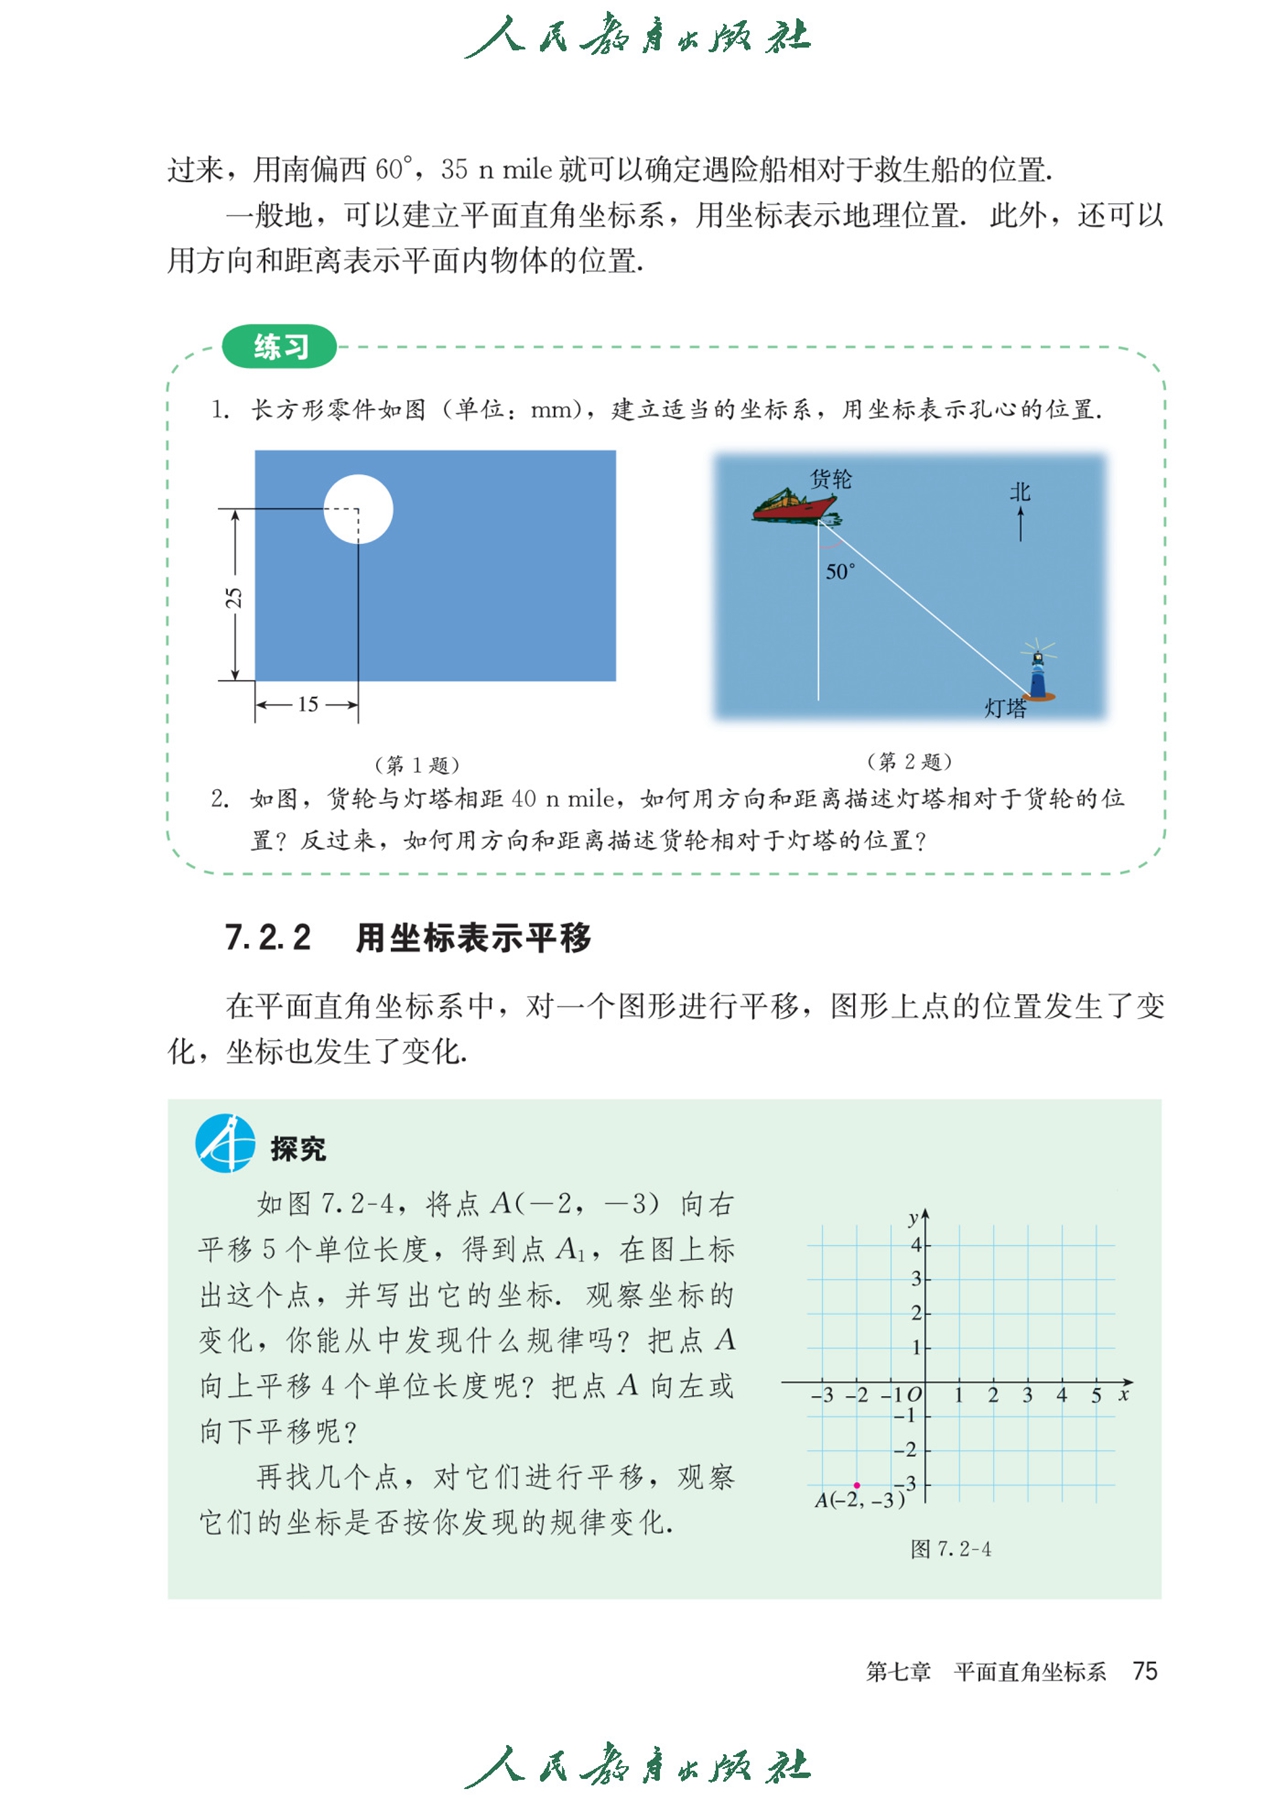 人民教育出版社
过来，用南偏西 60°，35 n mile 就可以确定遇险船相对于救生船的位置.
一般地，可以建立平面直角坐标系，用坐标表示地理位置. 此外，还可以
用方向和距离表示平面内物体的位置.
练习
1. 长方形零件如图（单位：mm），建立适当的坐标系，用坐标表示孔心的位置.
25
15
货轮
北
50°
灯塔
（第 1 题）
（第 2 题）
2. 如图，货轮与灯塔相距 40 n mile，如何用方向和距离描述灯塔相对于货轮的位
置？反过来，如何用方向和距离描述货轮相对于灯塔的位置？
7.2.2 用坐标表示平移
在平面直角坐标系中，对一个图形进行平移，图形上点的位置发生了变
化，坐标也发生了变化.
探究
如图 7.2-4，将点 A(－2，－3) 向右
平移 5 个单位长度，得到点 A₁，在图上标
出这个点，并写出它的坐标. 观察坐标的
变化，你能从中发现什么规律吗？把点 A
向上平移 4 个单位长度呢？把点 A 向左或
向下平移呢？
再找几个点，对它们进行平移，观察
它们的坐标是否按你发现的规律变化.
y
4
3
2
1
-3 -2 -1 O 1 2 3 4 5 x
-1
-2
-3
A(-2, -3)
图 7.2-4
第七章 平面直角坐标系 75
人民教育出版社